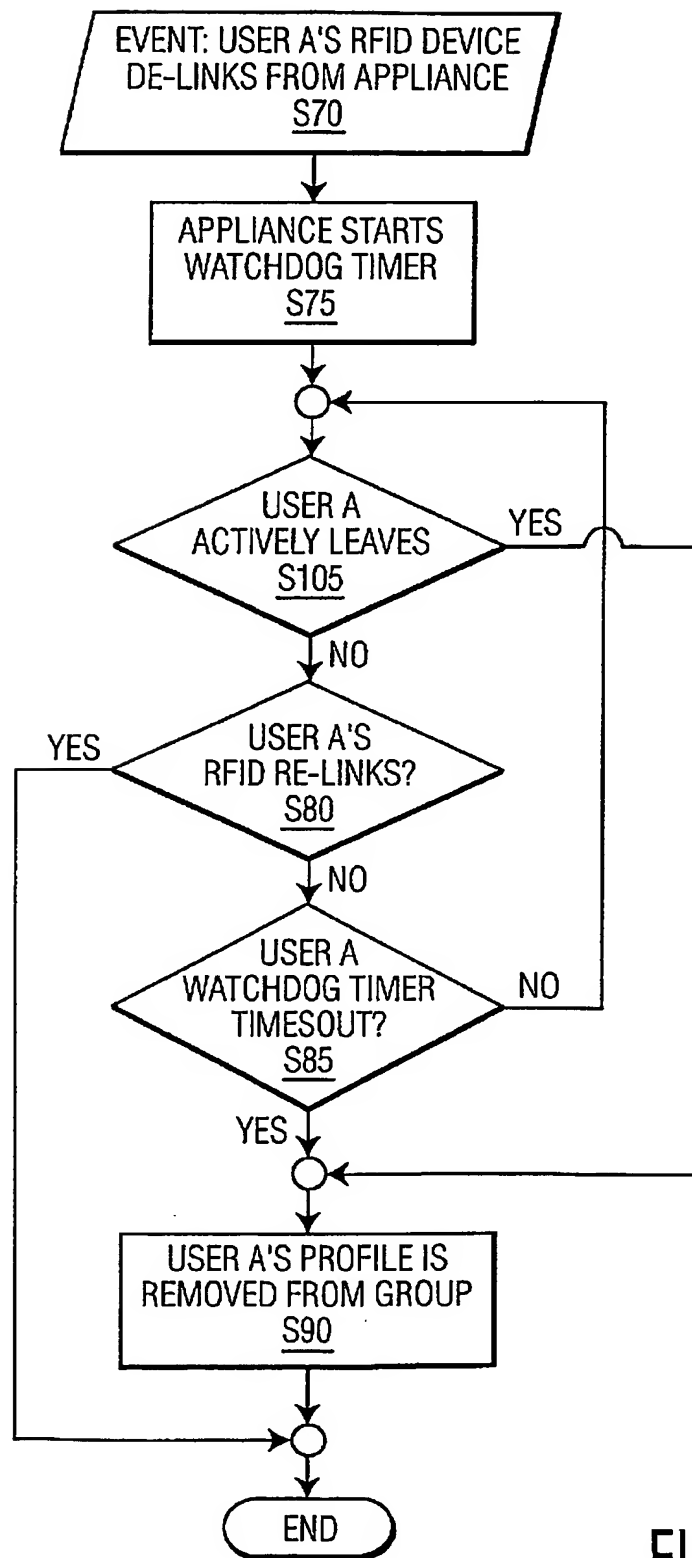 EVENT: USER A'S RFID DEVICE
DE-LINKS FROM APPLIANCE
S70
APPLIANCE STARTS
WATCHDOG TIMER
S75
USER A
ACTIVELY LEAVES
S105
YES
NO
USER A'S
RFID RE-LINKS?
S80
YES
NO
USER A
WATCHDOG TIMER
TIMESOUT?
S85
NO
YES
USER A'S PROFILE IS
REMOVED FROM GROUP
S90
END